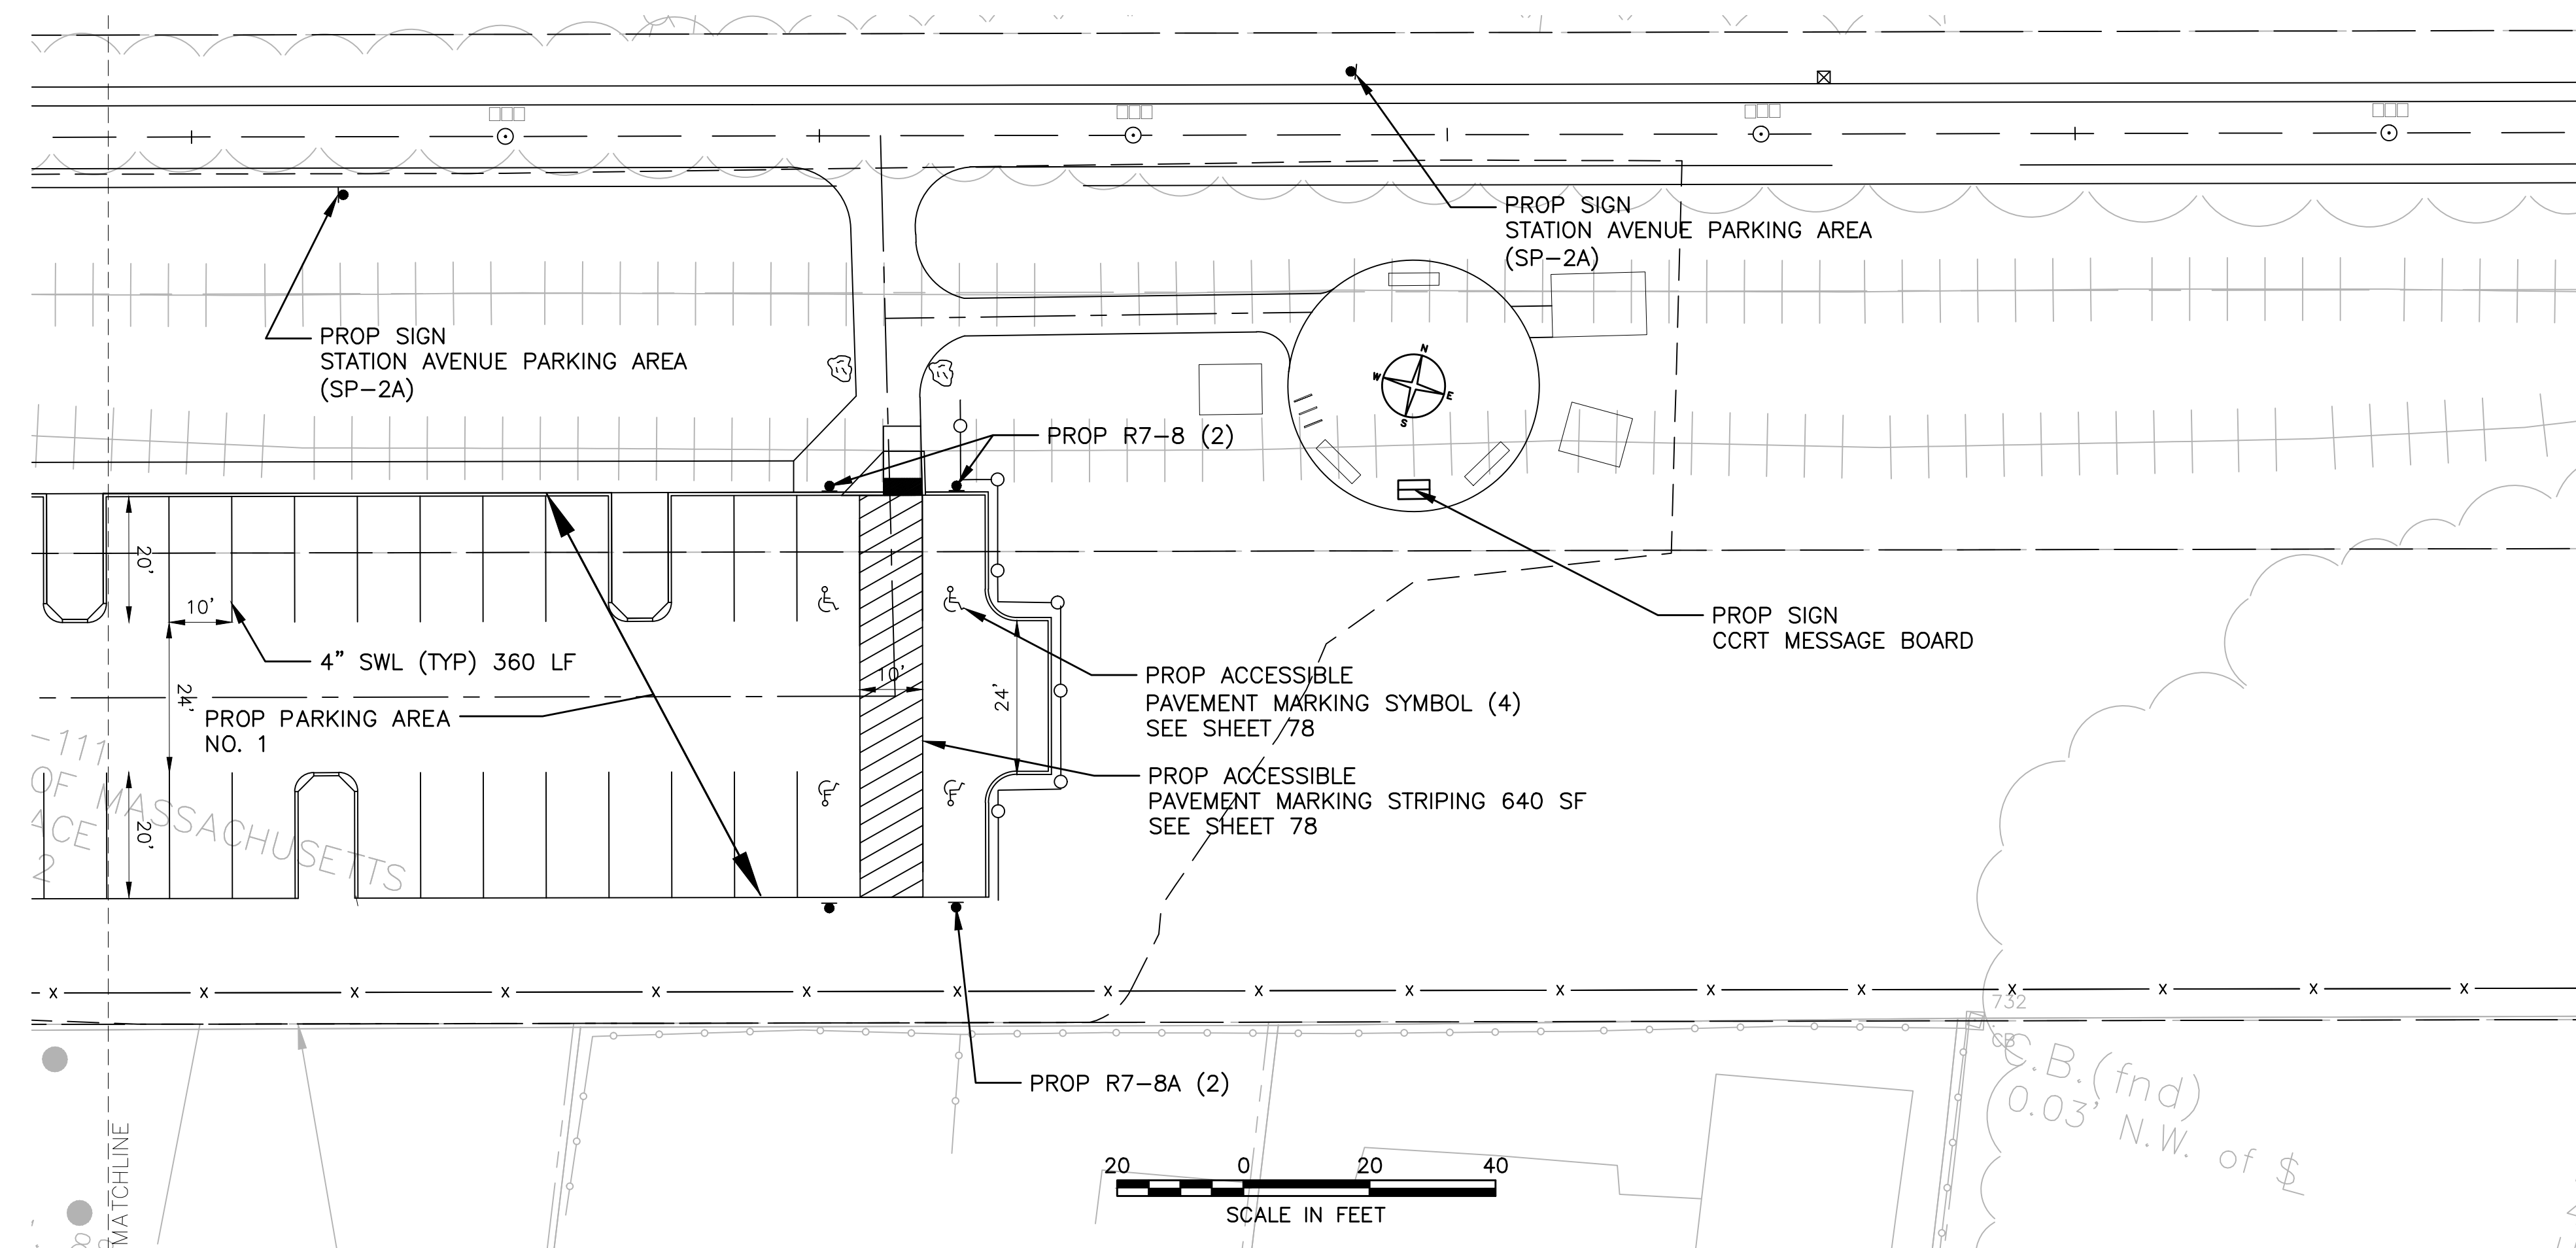 PROP SIGN
STATION AVENUE PARKING AREA
(SP-2A)
PROP SIGN
STATION AVENUE PARKING AREA
(SP-2A)
N
W
E
S
PROP R7-8 (2)
20'
10'
4" SWL (TYP) 360 LF
PROP SIGN
CCRT MESSAGE BOARD
24'
10'
24'
PROP ACCESSIBLE
PAVEMENT MARKING SYMBOL (4)
SEE SHEET 78
PROP PARKING AREA
NO. 1
PROP ACCESSIBLE
PAVEMENT MARKING STRIPING 640 SF
SEE SHEET 78
-111
OF MASSACHUSETTS
ACE
2
20'
X X X X X X X X X X X X X X X X X
732
CB
C.B.(fnd)
0.03' N.W. of
PROP R7-8A (2)
MATCHLINE
20 0 20 40
SCALE IN FEET